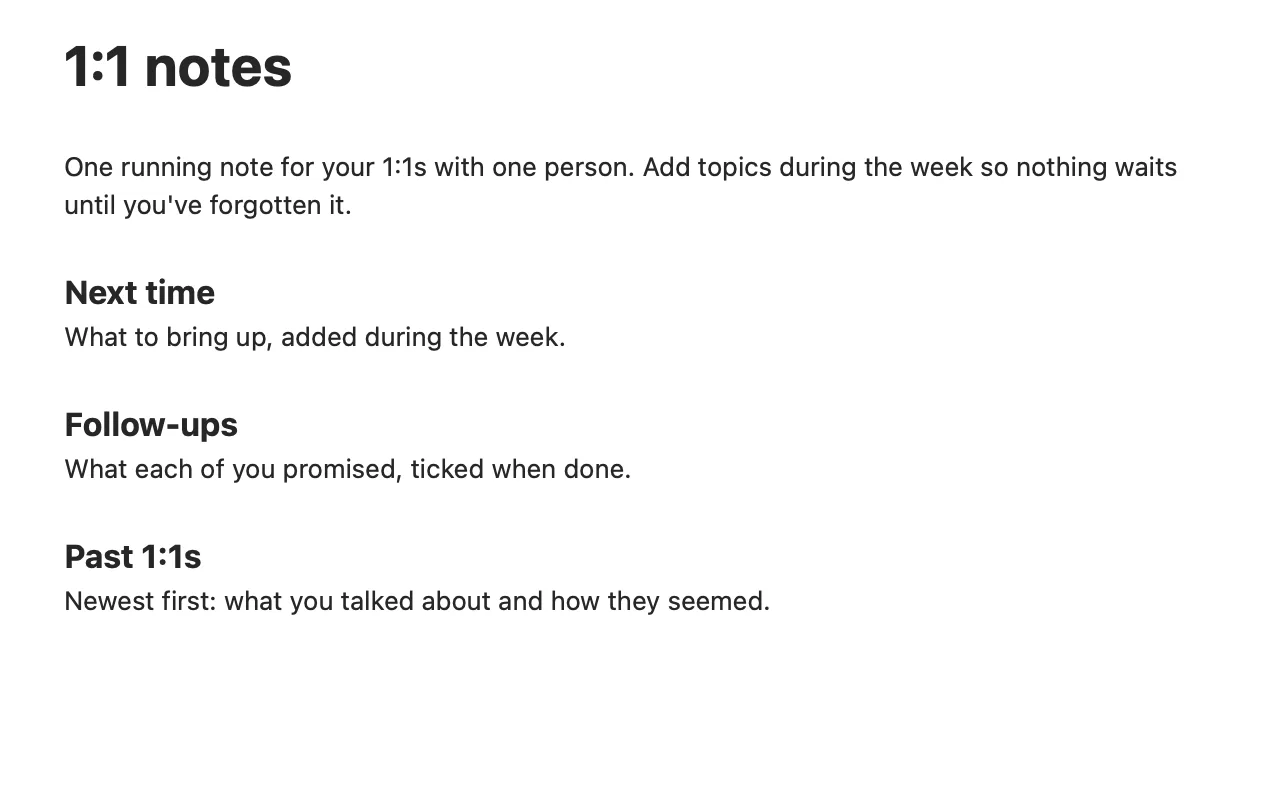 1:1 notes
One running note for your 1:1s with one person. Add topics during the week so nothing waits
until you've forgotten it.
Next time
What to bring up, added during the week.
Follow-ups
What each of you promised, ticked when done.
Past 1:1s
Newest first: what you talked about and how they seemed.